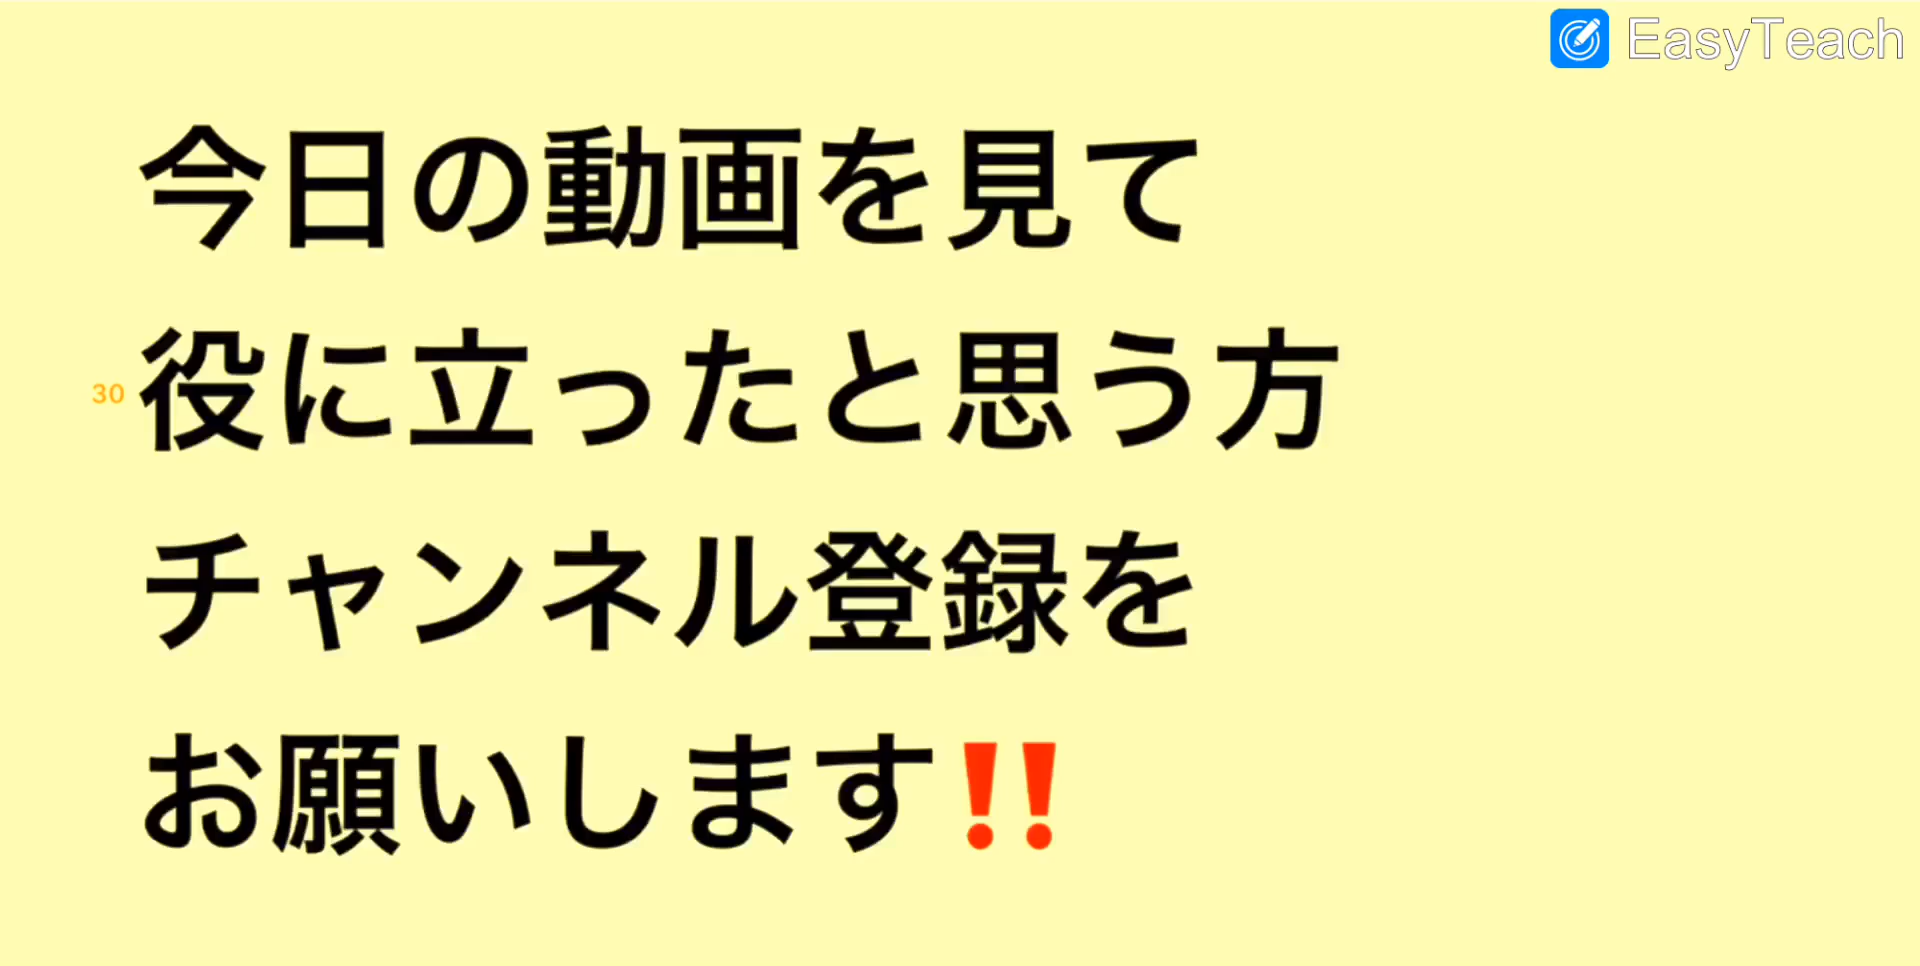 EasyTeach
今日の動画を見て
30 役に立ったと思う方
チャンネル登録を
お願いします‼